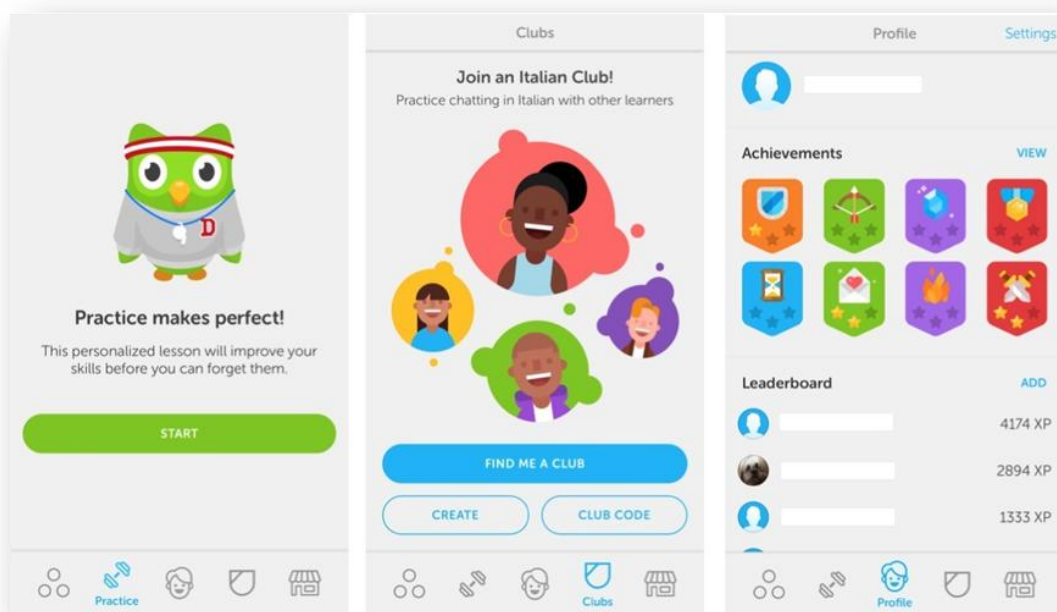 D
Practice makes perfect!
This personalized lesson will improve your
skills before you can forget them.
START
Practice
Clubs
Join an Italian Club!
Practice chatting in Italian with other learners
FIND ME A CLUB
CREATE
CLUB CODE
Clubs
Profile
Settings
Achievements
VIEW
Leaderboard
ADD
4174 XP
2894 XP
1333 XP
Profile